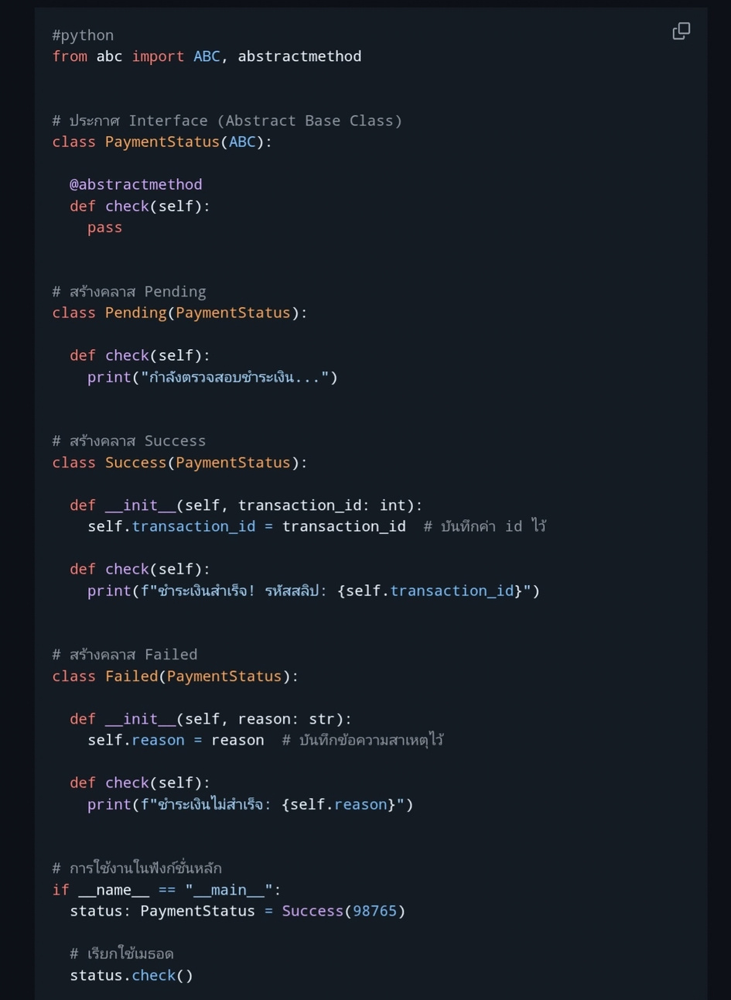 #python
from abc import ABC, abstractmethod
# ประกาศ Interface (Abstract Base Class)
class PaymentStatus(ABC):
  @abstractmethod
  def check(self):
    pass
# สร้างคลาส Pending
class Pending(PaymentStatus):
  def check(self):
    print("กำลังตรวจสอบชำระเงิน...")
# สร้างคลาส Success
class Success(PaymentStatus):
  def __init__(self, transaction_id: int):
    self.transaction_id = transaction_id  # บันทึกค่า id ไว้
  def check(self):
    print(f"ชำระเงินสำเร็จ! รหัสสลิป: {self.transaction_id}")
# สร้างคลาส Failed
class Failed(PaymentStatus):
  def __init__(self, reason: str):
    self.reason = reason  # บันทึกข้อความสาเหตุไว้
  def check(self):
    print(f"ชำระเงินไม่สำเร็จ: {self.reason}")
# การใช้งานในฟังก์ชั่นหลัก
if __name__ == "__main__":
  status: PaymentStatus = Success(98765)
  # เรียกใช้เมธอด
  status.check()